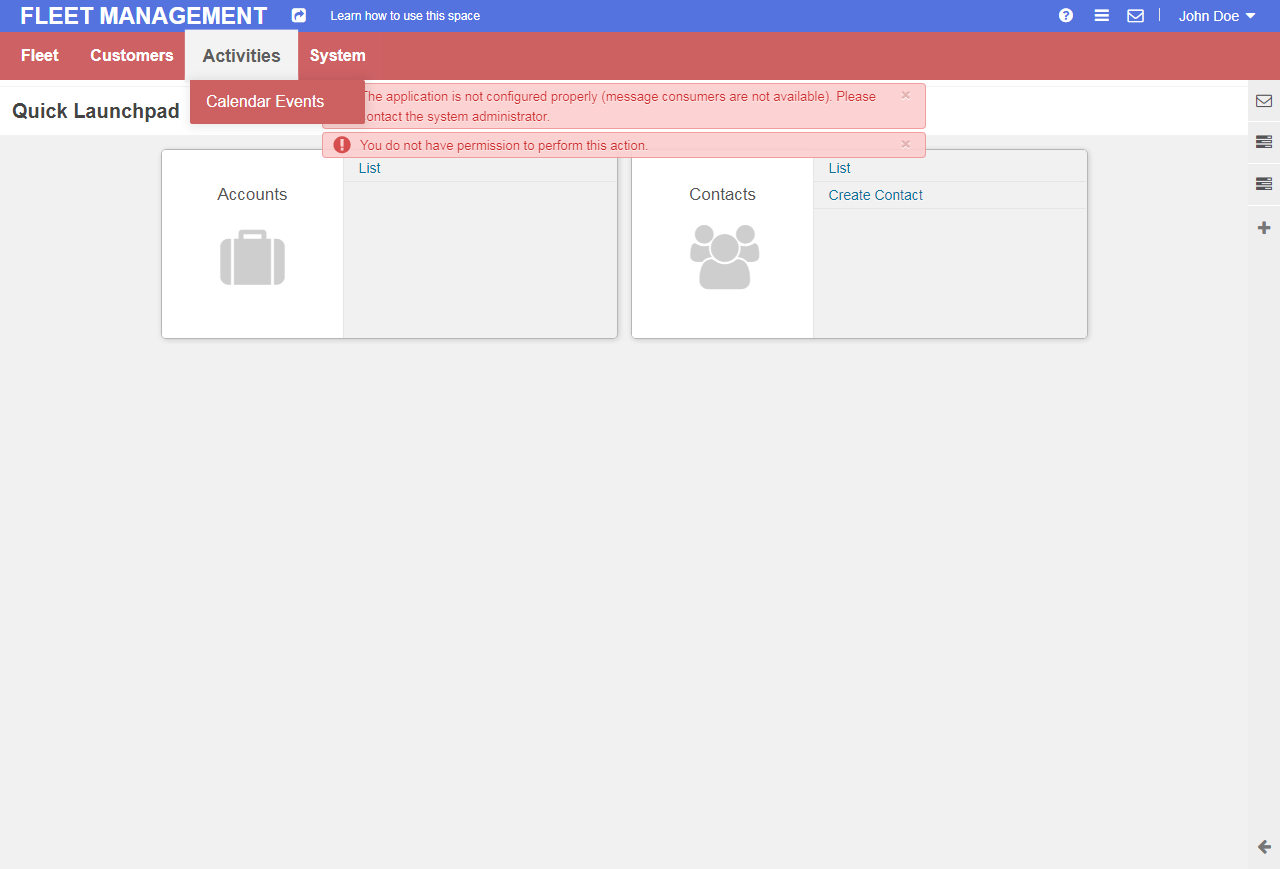 FLEET MANAGEMENT
Learn how to use this space
John Doe
Fleet
Customers
Activities
System
Calendar Events
Quick Launchpad
The application is not configured properly (message consumers are not available). Please
contact the system administrator.
You do not have permission to perform this action.
Accounts
List
Contacts
List
Create Contact